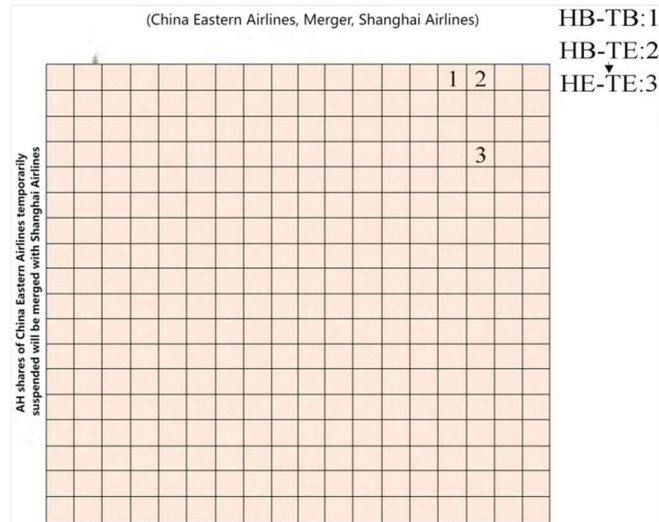 (China Eastern Airlines, Merger, Shanghai Airlines)
HB-TB:1
HB-TE:2
HE-TE:3
1 2
3
AH shares of China Eastern Airlines temporarily
suspended will be merged with Shanghai Airlines